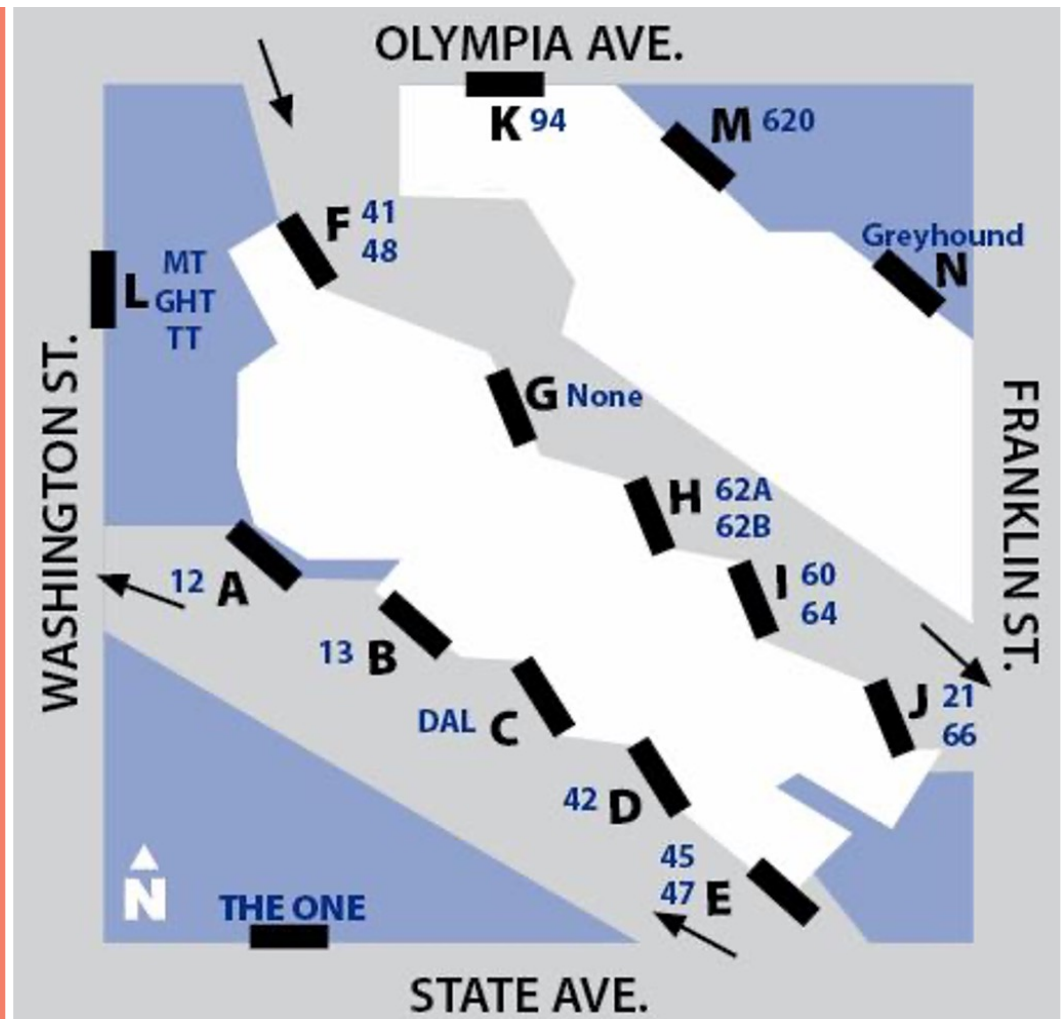 OLYMPIA AVE.
K 94
M 620
F 41
48
Greyhound
N
L MT
GHT
TT
WASHINGTON ST.
FRANKLIN ST.
G None
H 62A
62B
12 A
I 60
64
13 B
J 21
66
DAL C
42 D
45
47 E
N
THE ONE
STATE AVE.